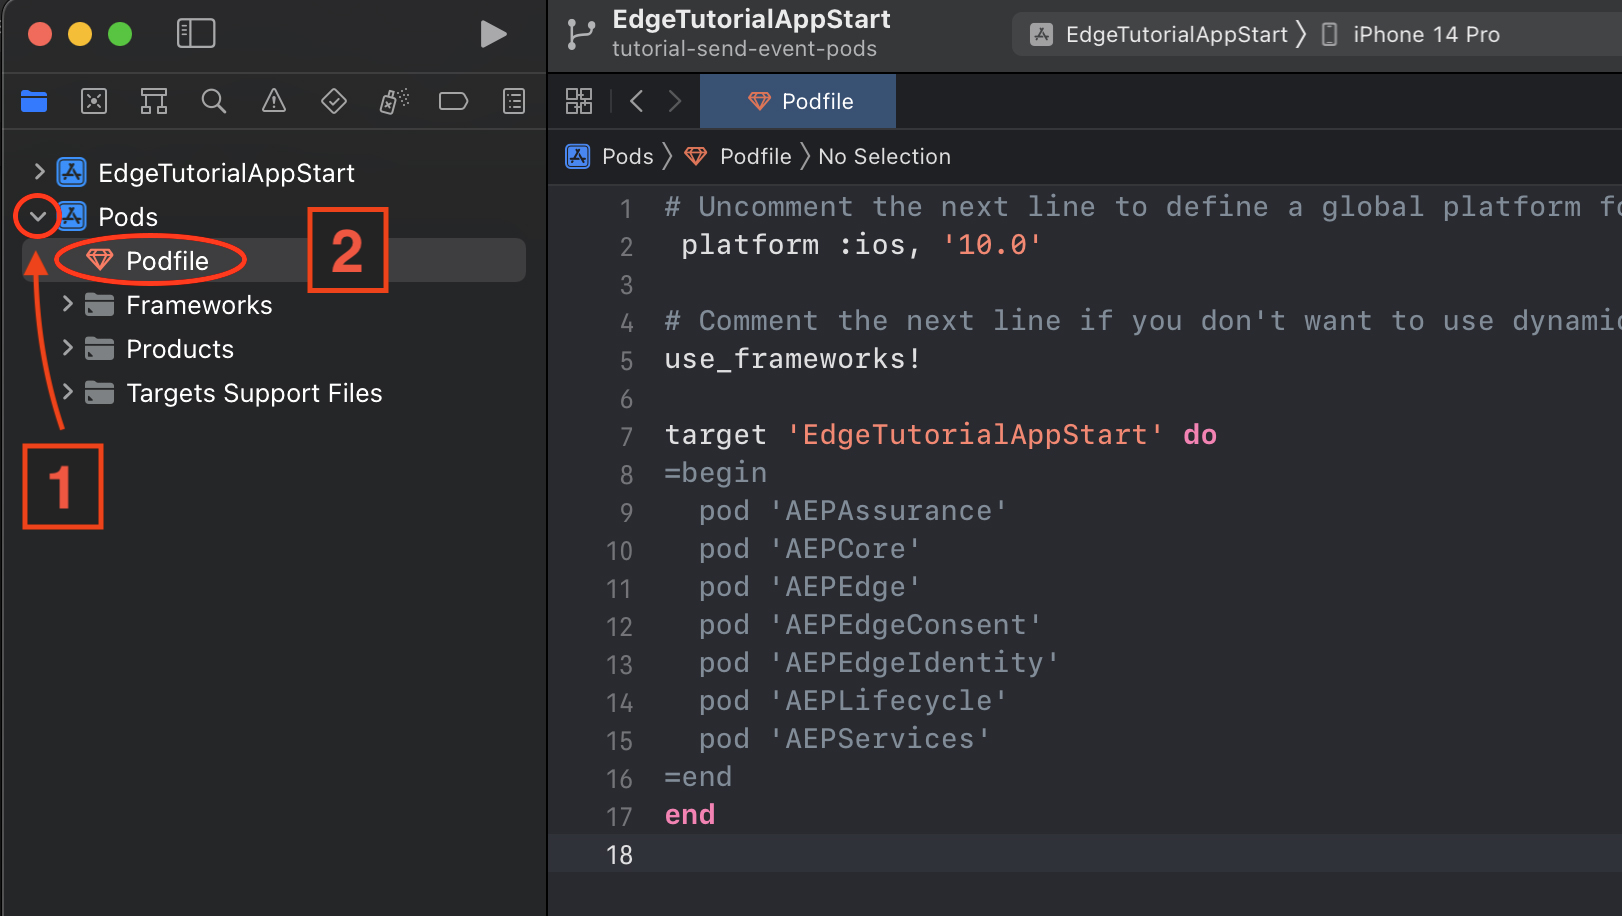 EdgeTutorialAppStart
tutorial-send-event-pods
EdgeTutorialAppStart
iPhone 14 Pro
Podfile
EdgeTutorialAppStart
Pods
Podfile
Frameworks
Products
Targets Support Files
1
2
Pods
Podfile
No Selection
1 # Uncomment the next line to define a global platform fo
2 platform :ios, '10.0'
3
4 # Comment the next line if you don't want to use dynamic
5 use_frameworks!
6
7 target 'EdgeTutorialAppStart' do
8 =begin
9 pod 'AEPAssurance'
10 pod 'AEPCore'
11 pod 'AEPEdge'
12 pod 'AEPEdgeConsent'
13 pod 'AEPEdgeIdentity'
14 pod 'AEPLifecycle'
15 pod 'AEPServices'
16 =end
17 end
18